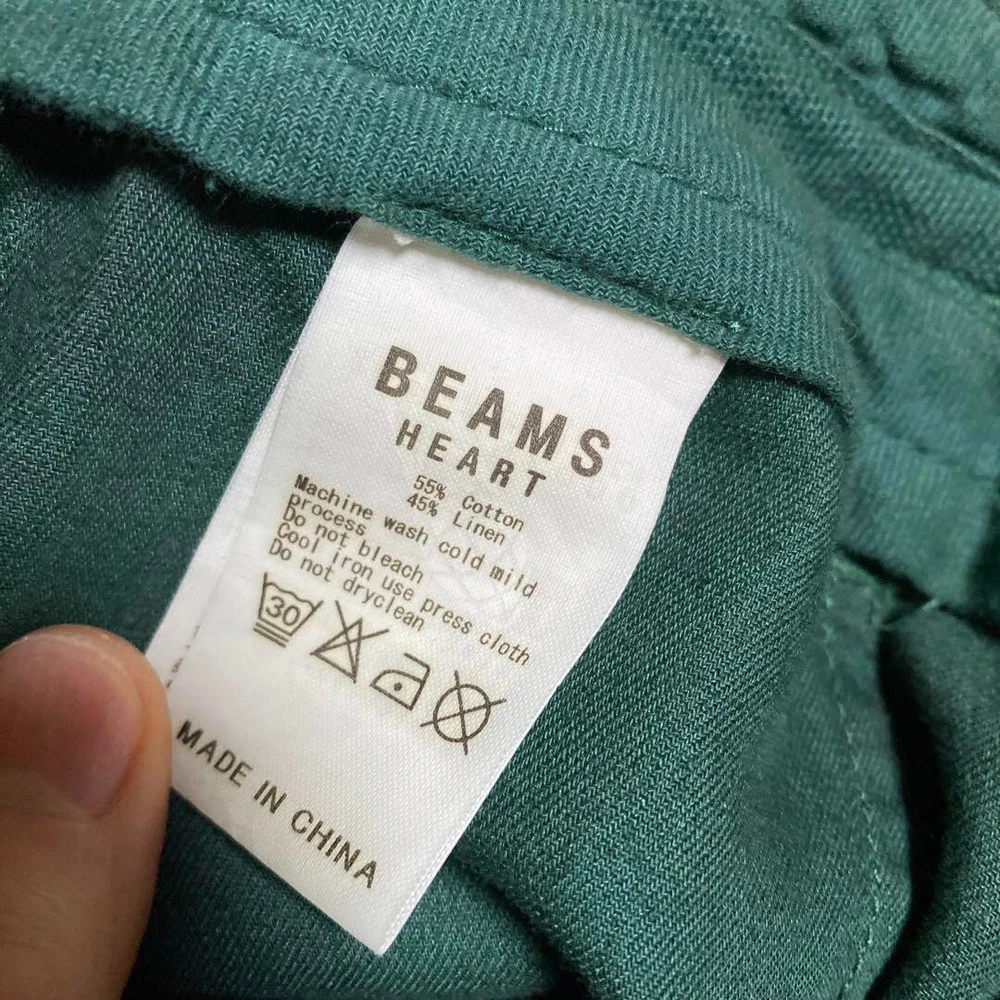 BEAMS
HEART
55% Cotton
45% Linen
Machine wash cold mild
process
Do not bleach
Cool iron use press cloth
Do not dryclean
30
MADE IN CHINA